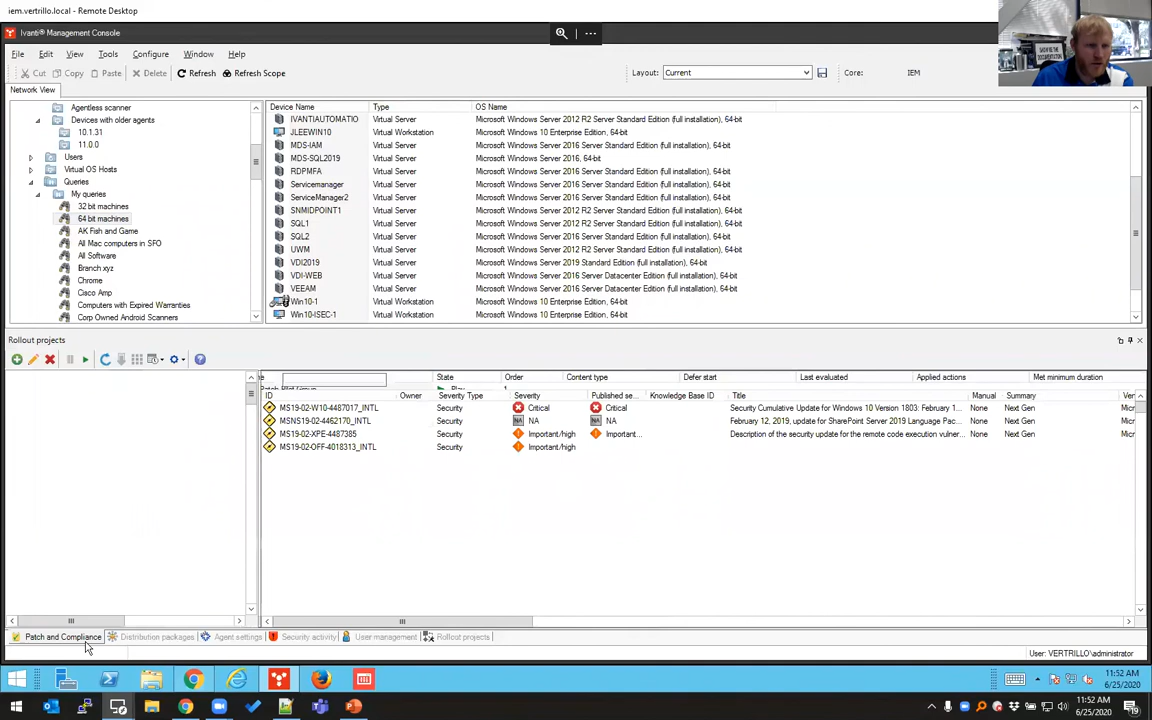 iem.vertrillo.local - Remote Desktop
Ivanti® Management Console
File Edit View Tools Configure Window Help
Cut Copy Paste Delete Refresh Refresh Scope Layout: Current Core: IEM
Network View
Agentless scanner
Devices with older agents
10.1.31
11.0.0
Users
Virtual OS Hosts
Queries
My queries
32 bit machines
64 bit machines
AK Fish and Game
All Mac computers in SFO
All Software
Branch xyz
Chrome
Cisco Amp
Computers with Expired Warranties
Corp Owned Android Scanners
Device Name Type OS Name
IVANTIAUTOMATIO Virtual Server Microsoft Windows Server 2012 R2 Server Standard Edition (full installation), 64-bit
JLEEWIN10 Virtual Workstation Microsoft Windows 10 Enterprise Edition, 64-bit
MDS-IAM Virtual Server Microsoft Windows Server 2016 Server Standard Edition (full installation), 64-bit
MDS-SQL2019 Virtual Server Microsoft Windows Server 2016, 64-bit
RDPMFA Virtual Server Microsoft Windows Server 2016 Server Standard Edition (full installation), 64-bit
Servicemanager Virtual Server Microsoft Windows Server 2016 Server Standard Edition (full installation), 64-bit
ServiceManager2 Virtual Server Microsoft Windows Server 2016 Server Standard Edition (full installation), 64-bit
SNMIDPOINT1 Virtual Server Microsoft Windows Server 2012 R2 Server Standard Edition (full installation), 64-bit
SQL1 Virtual Server Microsoft Windows Server 2012 R2 Server Standard Edition (full installation), 64-bit
SQL2 Virtual Server Microsoft Windows Server 2016 Server Standard Edition (full installation), 64-bit
UWM Virtual Server Microsoft Windows Server 2012 R2 Server Standard Edition (full installation), 64-bit
VDI2019 Virtual Server Microsoft Windows Server 2019 Standard Edition (full installation), 64-bit
VDI-WEB Virtual Server Microsoft Windows Server 2016 Server Datacenter Edition (full installation), 64-bit
VEEAM Virtual Server Microsoft Windows Server 2016 Server Datacenter Edition (full installation), 64-bit
Win10-1 Virtual Workstation Microsoft Windows 10 Enterprise Edition, 64-bit
Win10-ISEC-1 Virtual Workstation Microsoft Windows 10 Enterprise Edition, 64-bit
Rollout projects
State Order Content type Defer start Last evaluated Applied actions Met minimum duration
ID Owner Severity Type Severity Published se... Knowledge Base ID Title Manual Summary
MS19-02-W10-4487017_INTL Security Critical Critical Security Cumulative Update for Windows 10 Version 1803: February 1... None Next Gen
MSNS19-02-4462170_INTL Security NA NA February 12, 2019, update for SharePoint Server 2019 Language Pac... None Next Gen
MS19-02-XPE-4487385 Security Important/high Important... Description of the security update for the remote code execution vulner... None Next Gen
MS19-02-OFF-4018313_INTL Security Important/high
Patch and Compliance Distribution packages Agent settings Security activity User management Rollout projects
User: VERTRILLO\administrator
11:52 AM
6/25/2020
11:52 AM
6/25/2020